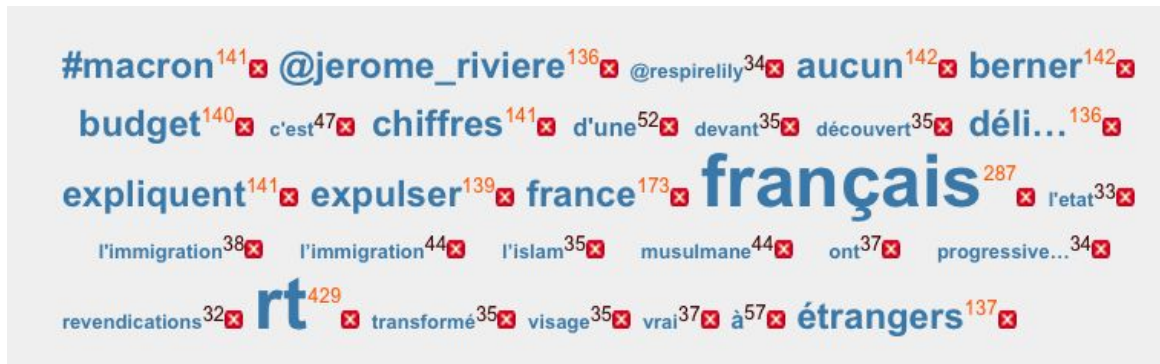 #macron141 @jerome_riviere136 @respirelily34 aucun142 berner142
budget140 c'est47 chiffres141 d'une52 devant35 découvert35 déli…136
expliquent141 expulser139 france173 français287 l'etat33
l'immigration38 l’immigration44 l’islam35 musulmane44 ont37 progressive…34
revendications32 rt429 transformé35 visage35 vrai37 à57 étrangers137